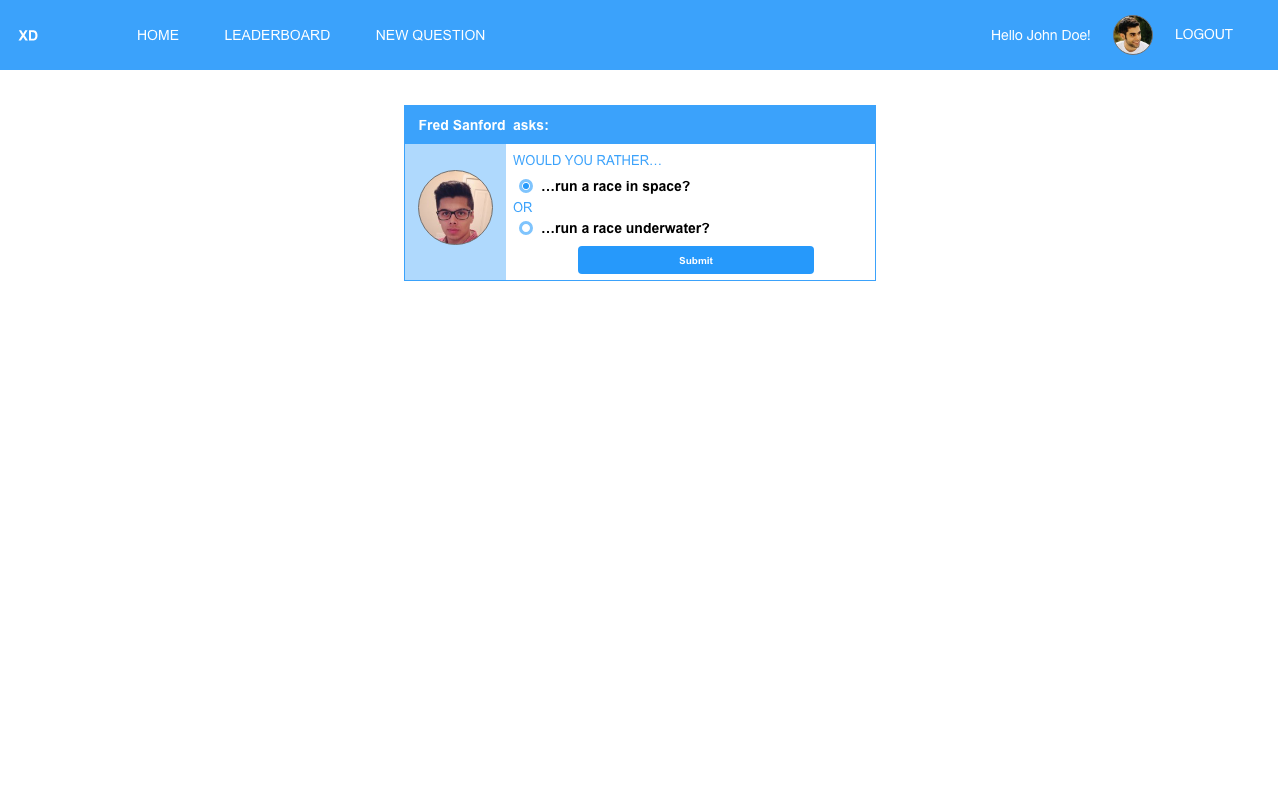 XD HOME LEADERBOARD NEW QUESTION Hello John Doe! LOGOUT
Fred Sanford asks:
WOULD YOU RATHER...
...run a race in space?
OR
...run a race underwater?
Submit